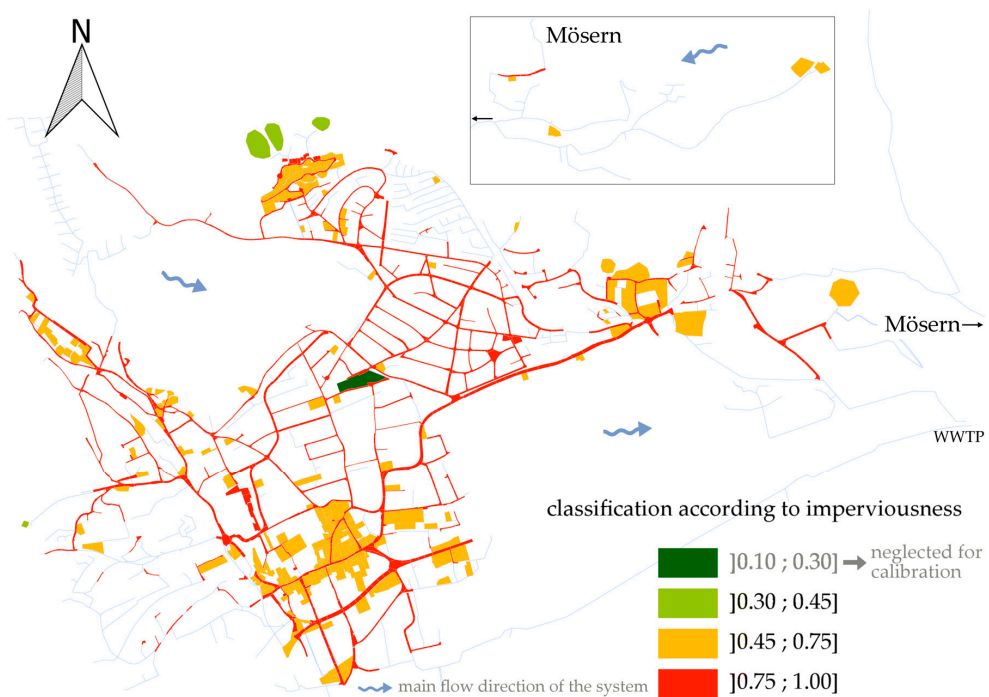 N
Mösern
Mösern
WWTP
classification according to imperviousness
]0.10 ; 0.30] neglected for
calibration
]0.30 ; 0.45]
]0.45 ; 0.75]
]0.75 ; 1.00]
main flow direction of the system